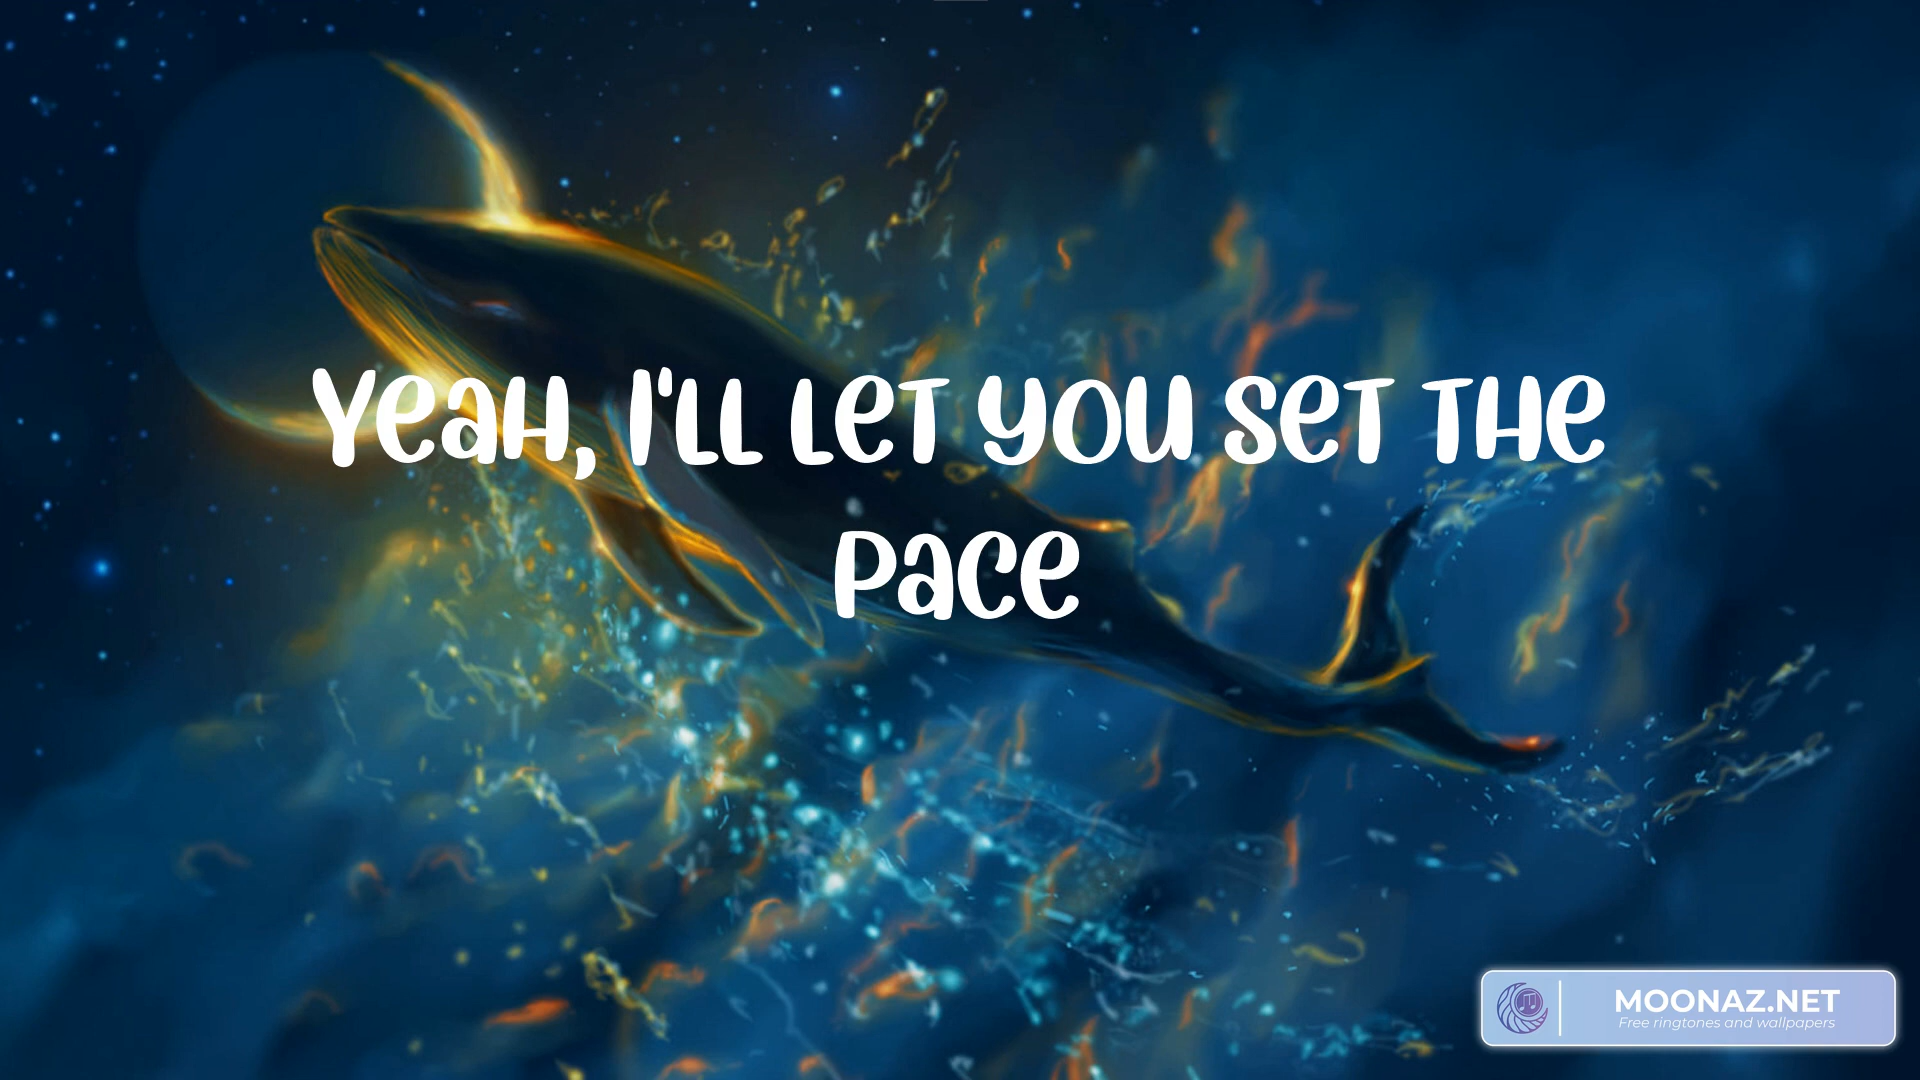 Yeah, I'll let you set the
pace
MOONAZ.NET
Free ringtones and wallpapers